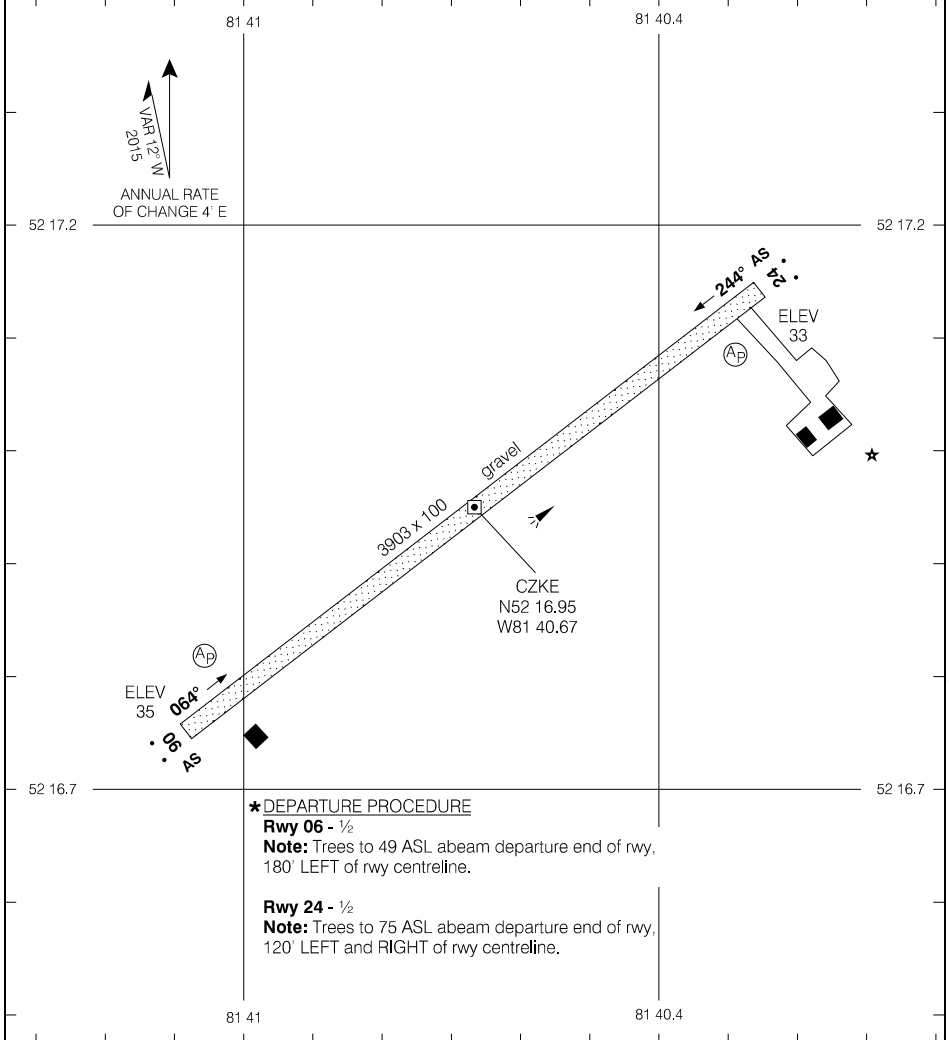 81 41
81 40.4
VAR 12° W
2015
ANNUAL RATE
OF CHANGE 4' E
52 17.2
52 17.2
244° AS
24
ELEV
33
AP
gravel
3903 x 100
CZKE
N52 16.95
W81 40.67
AP
ELEV
35
064°
06
AS
52 16.7
52 16.7
★DEPARTURE PROCEDURE
Rwy 06 - ½
Note: Trees to 49 ASL abeam departure end of rwy,
180' LEFT of rwy centreline.
Rwy 24 - ½
Note: Trees to 75 ASL abeam departure end of rwy,
120' LEFT and RIGHT of rwy centreline.
81 41
81 40.4